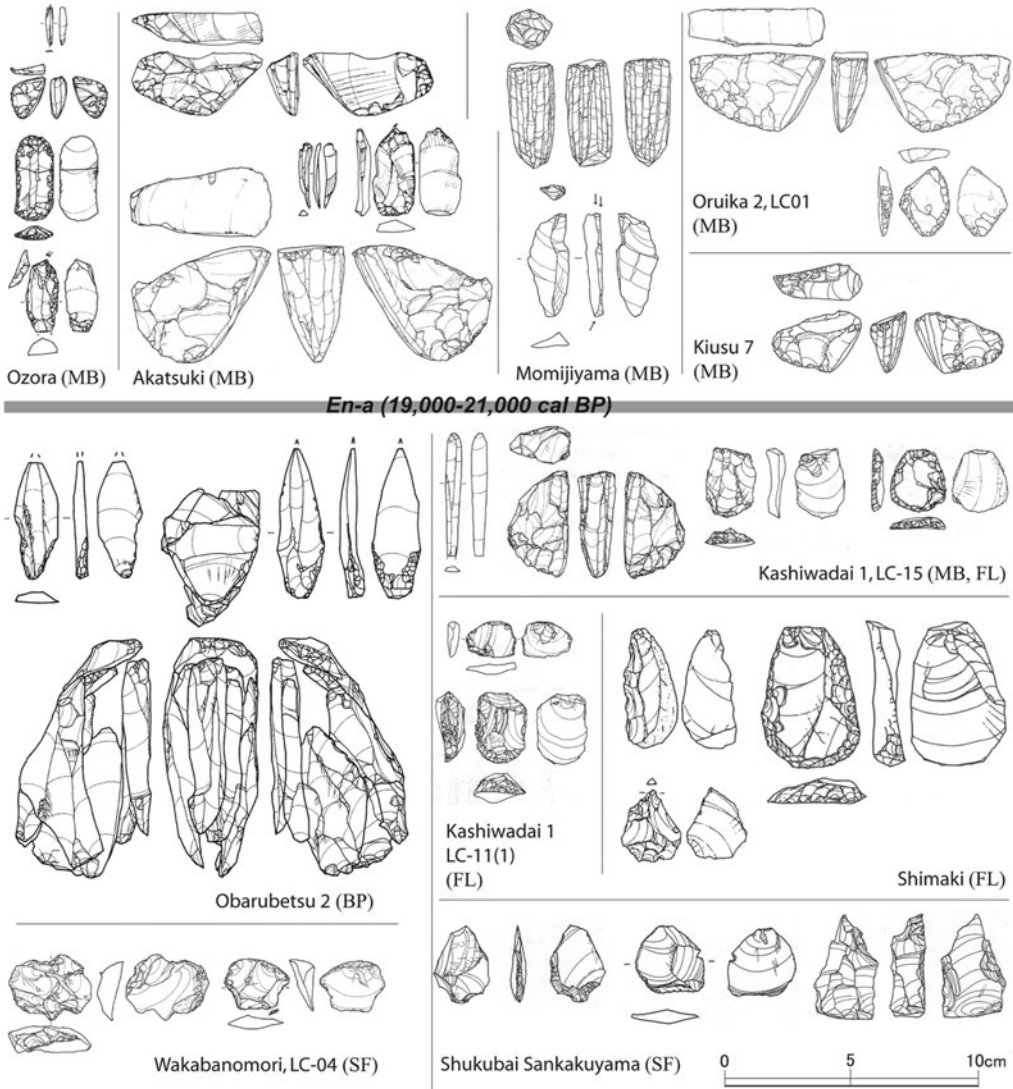 Ozora (MB)
Akatsuki (MB)
Momijiyama (MB)
Oruika 2, LC01
(MB)
Kiusu 7
(MB)
En-a (19,000-21,000 cal BP)
Obarubetsu 2 (BP)
Kashiwadai 1, LC-15 (MB, FL)
Kashiwadai 1
LC-11(1)
(FL)
Shimaki (FL)
Wakabanomori, LC-04 (SF)
Shukubai Sankakuyama (SF)
0 5 10cm